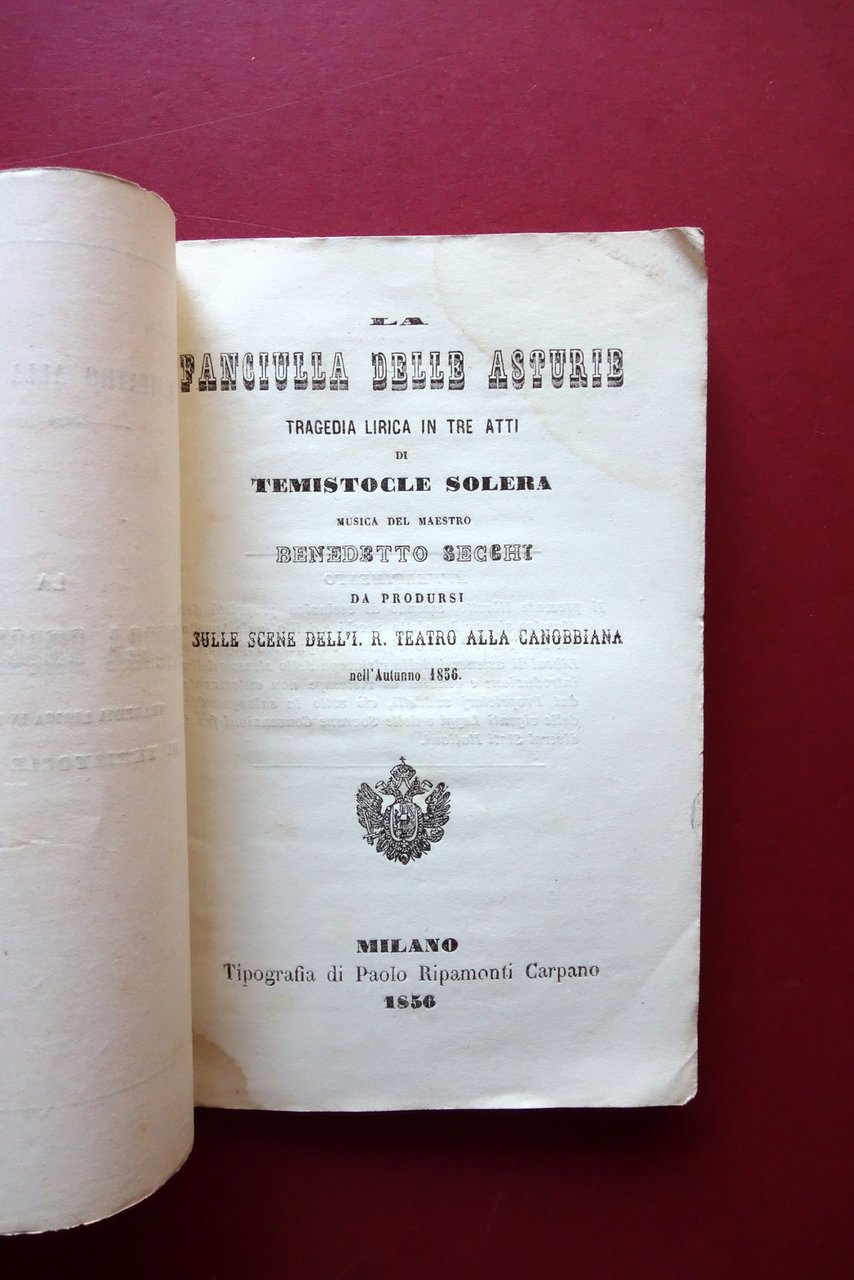 LA
FANCIULLA DELLE ASTURIE
TRAGEDIA LIRICA IN TRE ATTI
DI
TEMISTOCLE SOLERA
MUSICA DEL MAESTRO
BENEDETTO SECCHI
DA PRODURSI
SULLE SCENE DELL'I. R. TEATRO ALLA CANOBBIANA
nell'Autunno 1856.
MILANO
Tipografia di Paolo Ripamonti Carpano
1856